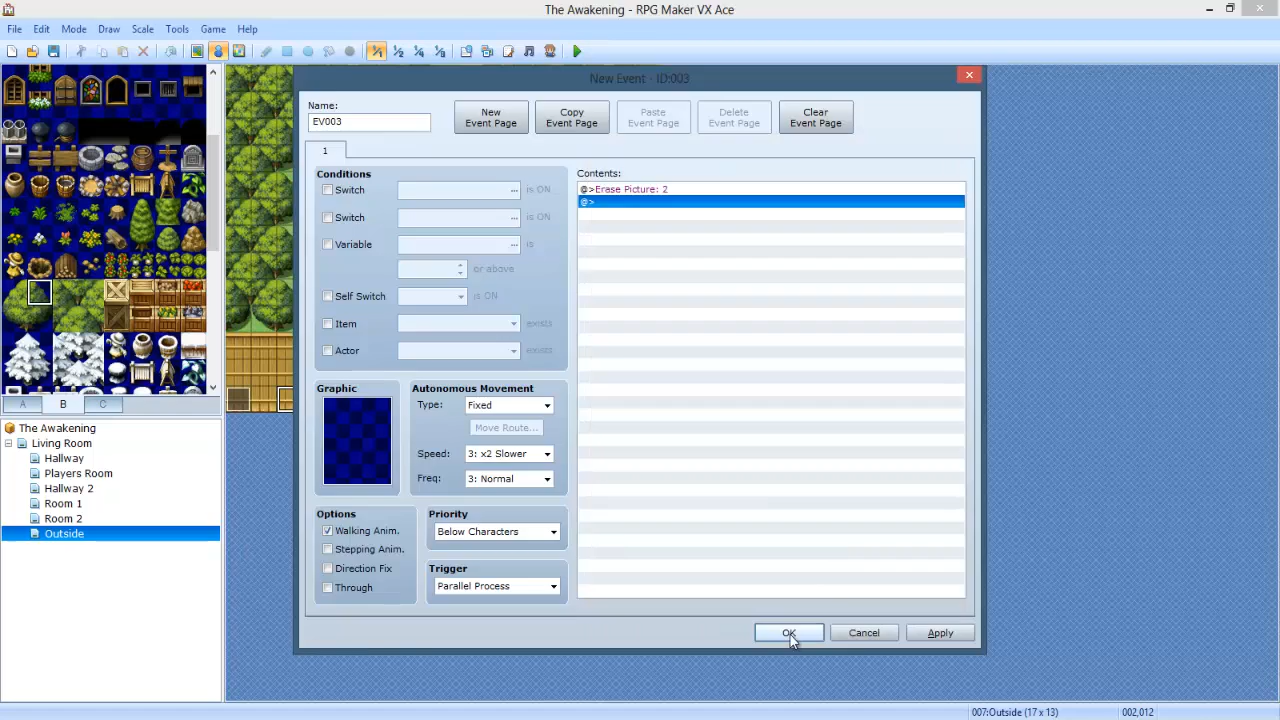 The Awakening - RPG Maker VX Ace
File Edit Mode Draw Scale Tools Game Help
New Event - ID:003
Name:
EV003
New Event Page
Copy Event Page
Paste Event Page
Delete Event Page
Clear Event Page
1
Conditions
Switch ... is ON
Switch ... is ON
Variable ... is
or above
Self Switch is ON
Item exists
Actor exists
Graphic
Autonomous Movement
Type: Fixed
Move Route...
Speed: 3: x2 Slower
Freq: 3: Normal
Options
Walking Anim.
Stepping Anim.
Direction Fix
Through
Priority
Below Characters
Trigger
Parallel Process
Contents:
@>Erase Picture: 2
@>
OK Cancel Apply
A B C
The Awakening
Living Room
Hallway
Players Room
Hallway 2
Room 1
Room 2
Outside
007:Outside (17 x 13) 002,012